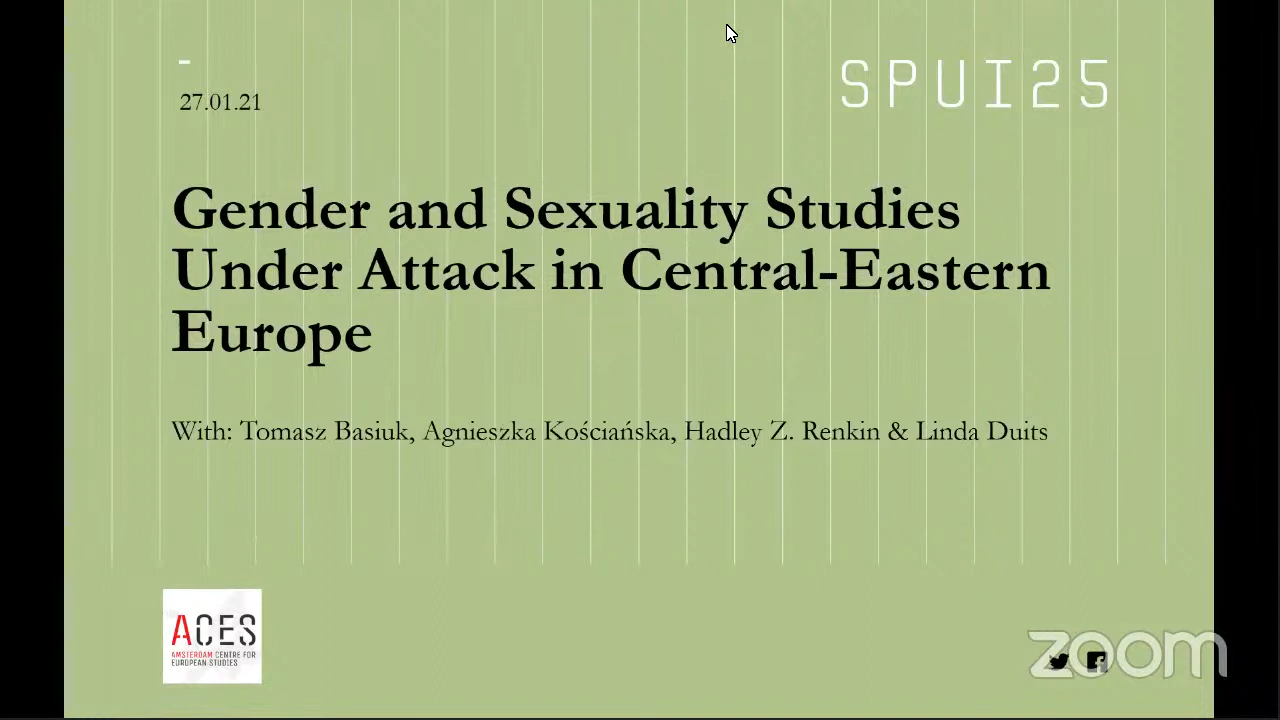 27.01.21
SPUI25
Gender and Sexuality Studies
Under Attack in Central-Eastern
Europe
With: Tomasz Basiuk, Agnieszka Kościańska, Hadley Z. Renkin & Linda Duits
ACES
AMSTERDAM CENTRE FOR
EUROPEAN STUDIES
zoom